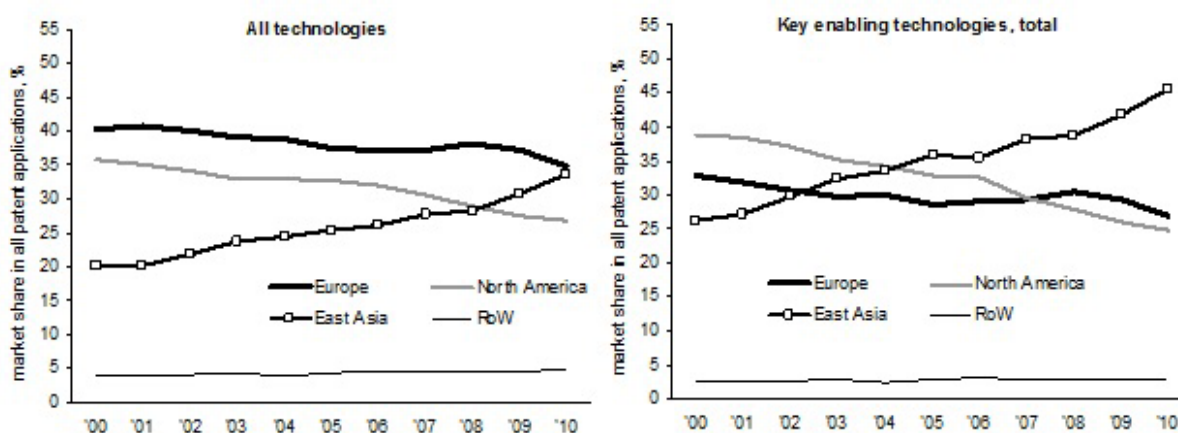 All technologies
market share in all patent applications, %
55
50
45
40
35
30
25
20
15
10
5
0
Europe
North America
East Asia
RoW
'00 '01 '02 '03 '04 '05 '06 '07 '08 '09 '10
Key enabling technologies, total
market share in all patent applications, %
55
50
45
40
35
30
25
20
15
10
5
0
Europe
North America
East Asia
RoW
'00 '01 '02 '03 '04 '05 '06 '07 '08 '09 '10